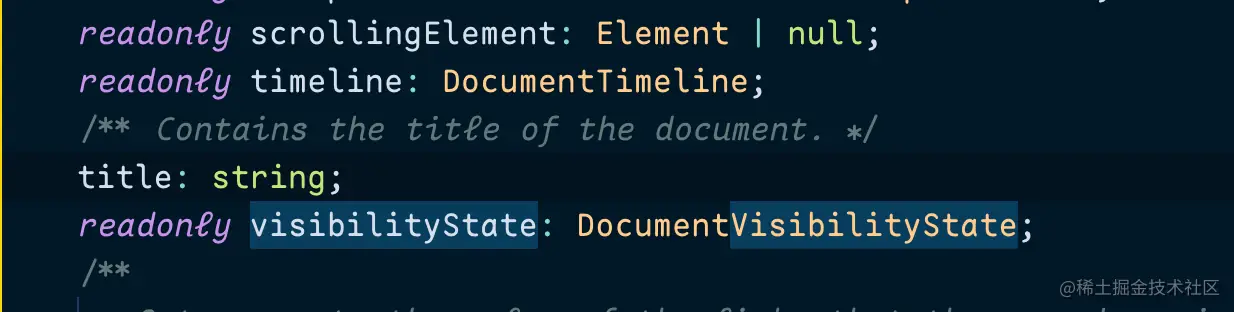 readonly scrollingElement: Element | null;
readonly timeline: DocumentTimeline;
/** Contains the title of the document. */
title: string;
readonly visibilityState: DocumentVisibilityState;
/**
@稀土掘金技术社区